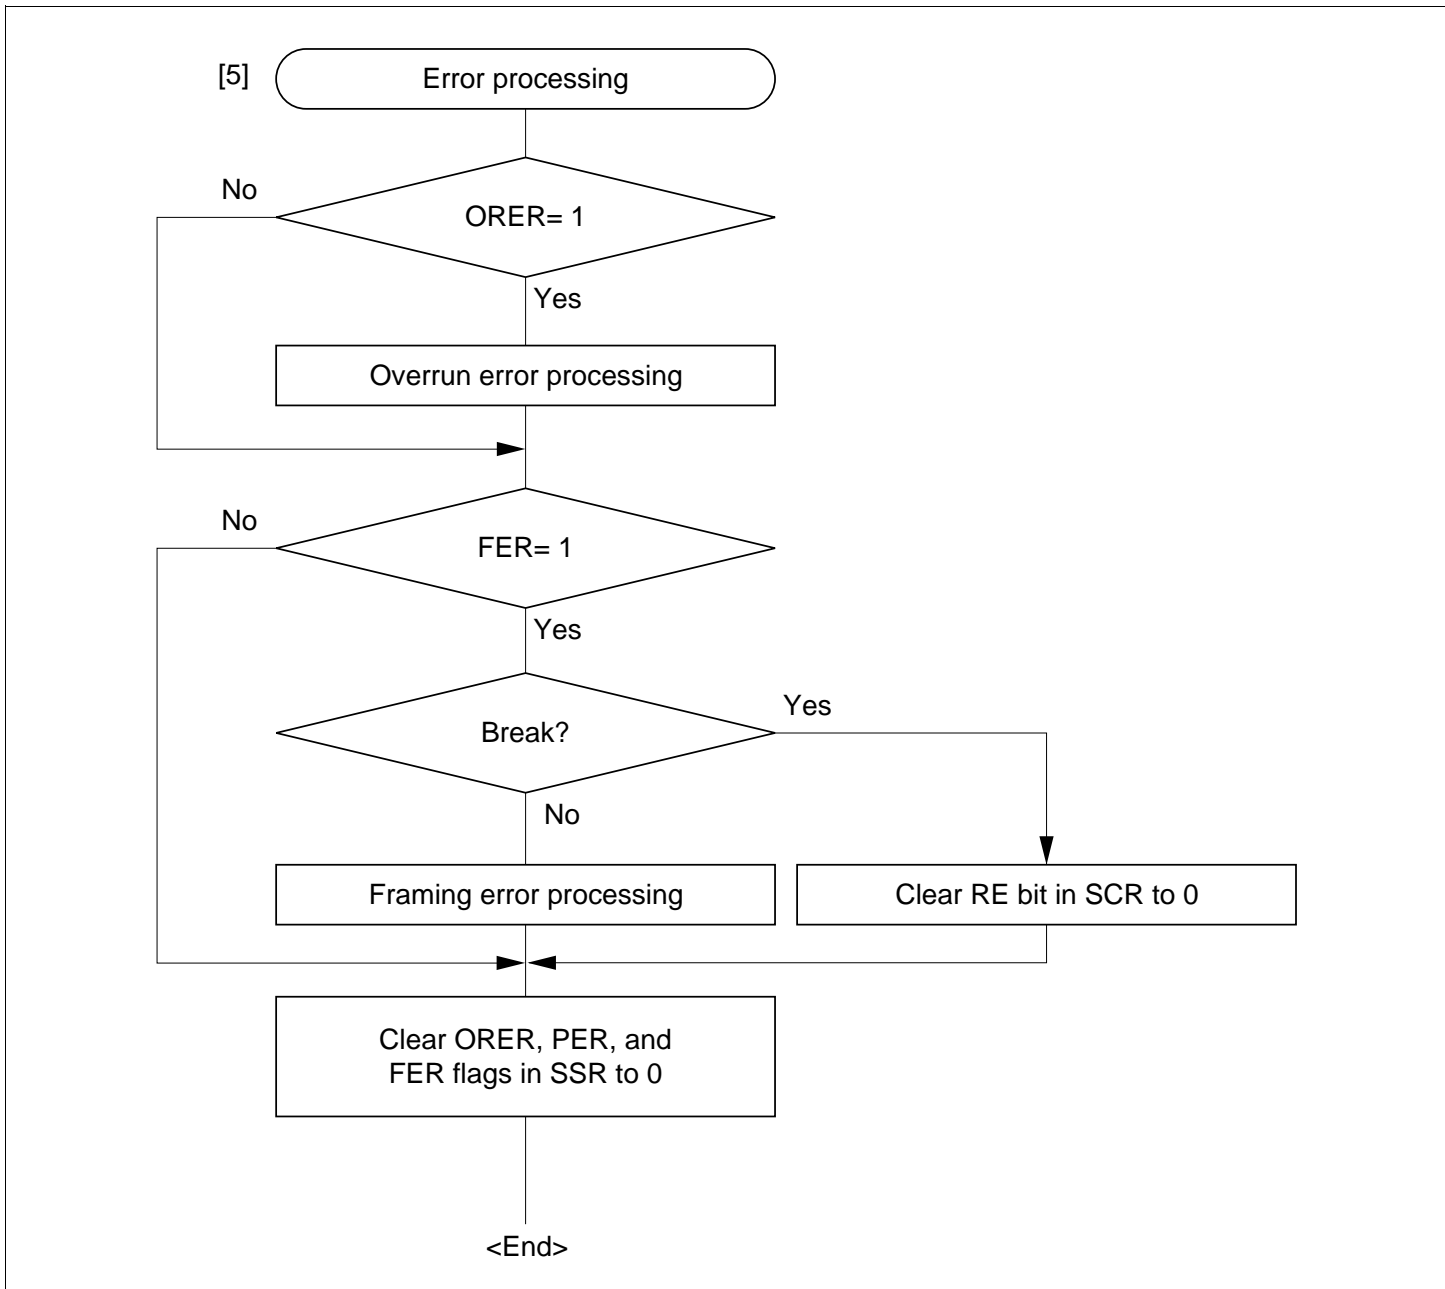 [5]
Error processing
No
ORER= 1
Yes
Overrun error processing
No
FER= 1
Yes
Break?
Yes
No
Framing error processing
Clear RE bit in SCR to 0
Clear ORER, PER, and
FER flags in SSR to 0
<End>